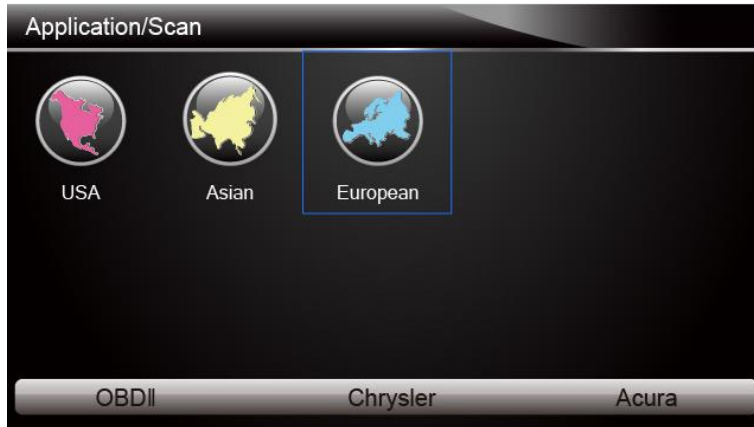 Application/Scan
USA Asian European
OBDⅡ Chrysler Acura